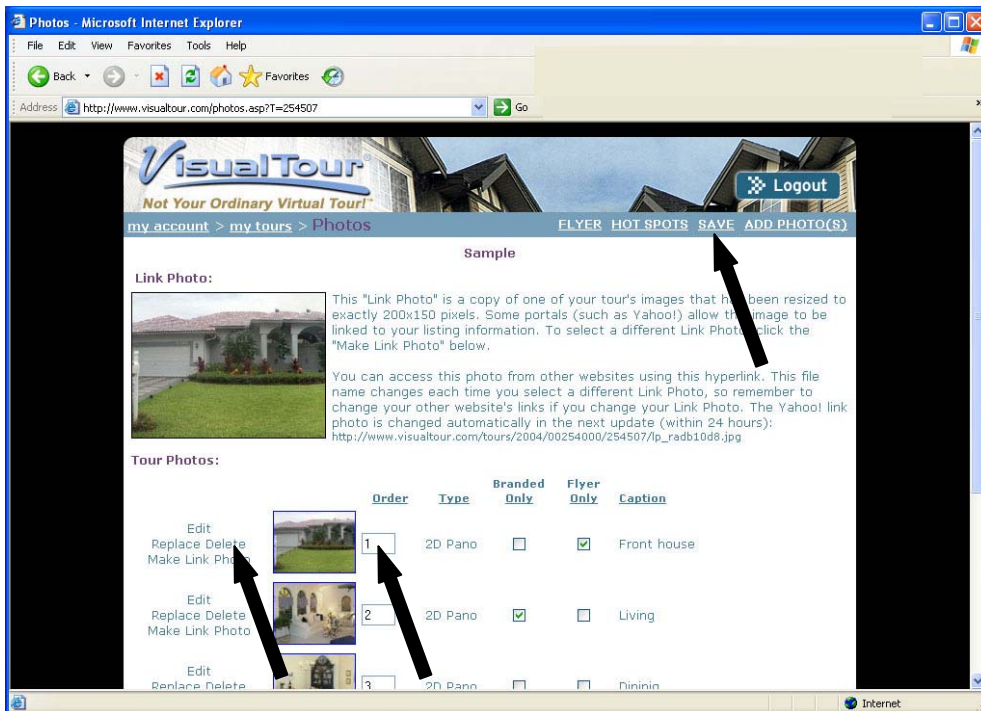 Photos - Microsoft Internet Explorer
File Edit View Favorites Tools Help
Back Favorites
Address http://www.visualtour.com/photos.asp?T=254507 Go
VisualTour
Not Your Ordinary Virtual Tour!
Logout
my account > my tours > Photos FLYER HOT SPOTS SAVE ADD PHOTO(S)
Sample
Link Photo:
This "Link Photo" is a copy of one of your tour's images that has been resized to
exactly 200x150 pixels. Some portals (such as Yahoo!) allow the image to be
linked to your listing information. To select a different Link Photo, click the
"Make Link Photo" below.
You can access this photo from other websites using this hyperlink. This file
name changes each time you select a different Link Photo, so remember to
change your other website's links if you change your Link Photo. The Yahoo! link
photo is changed automatically in the next update (within 24 hours):
http://www.visualtour.com/tours/2004/00254000/254507/lp_radb10d8.jpg
Tour Photos:
Order Type Branded Only Flyer Only Caption
Edit
Replace Delete 1 2D Pano Front house
Make Link Photo
Edit
Replace Delete 2 2D Pano Living
Make Link Photo
Edit
Replace Delete 3 2D Pano Dininig
Internet